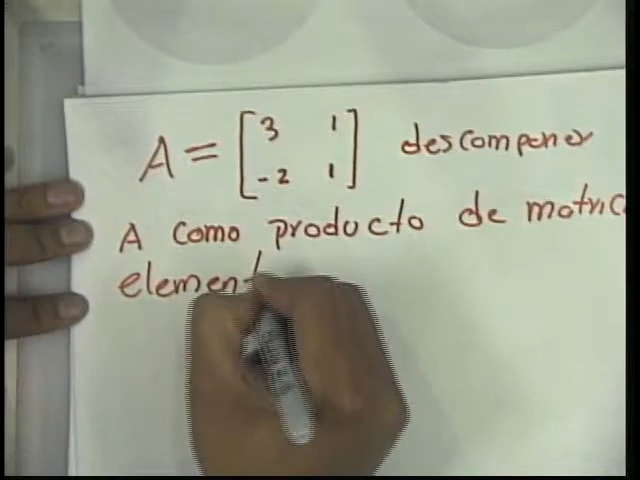 A = [3 1 -2 1] descomponer
A como producto de matric
element